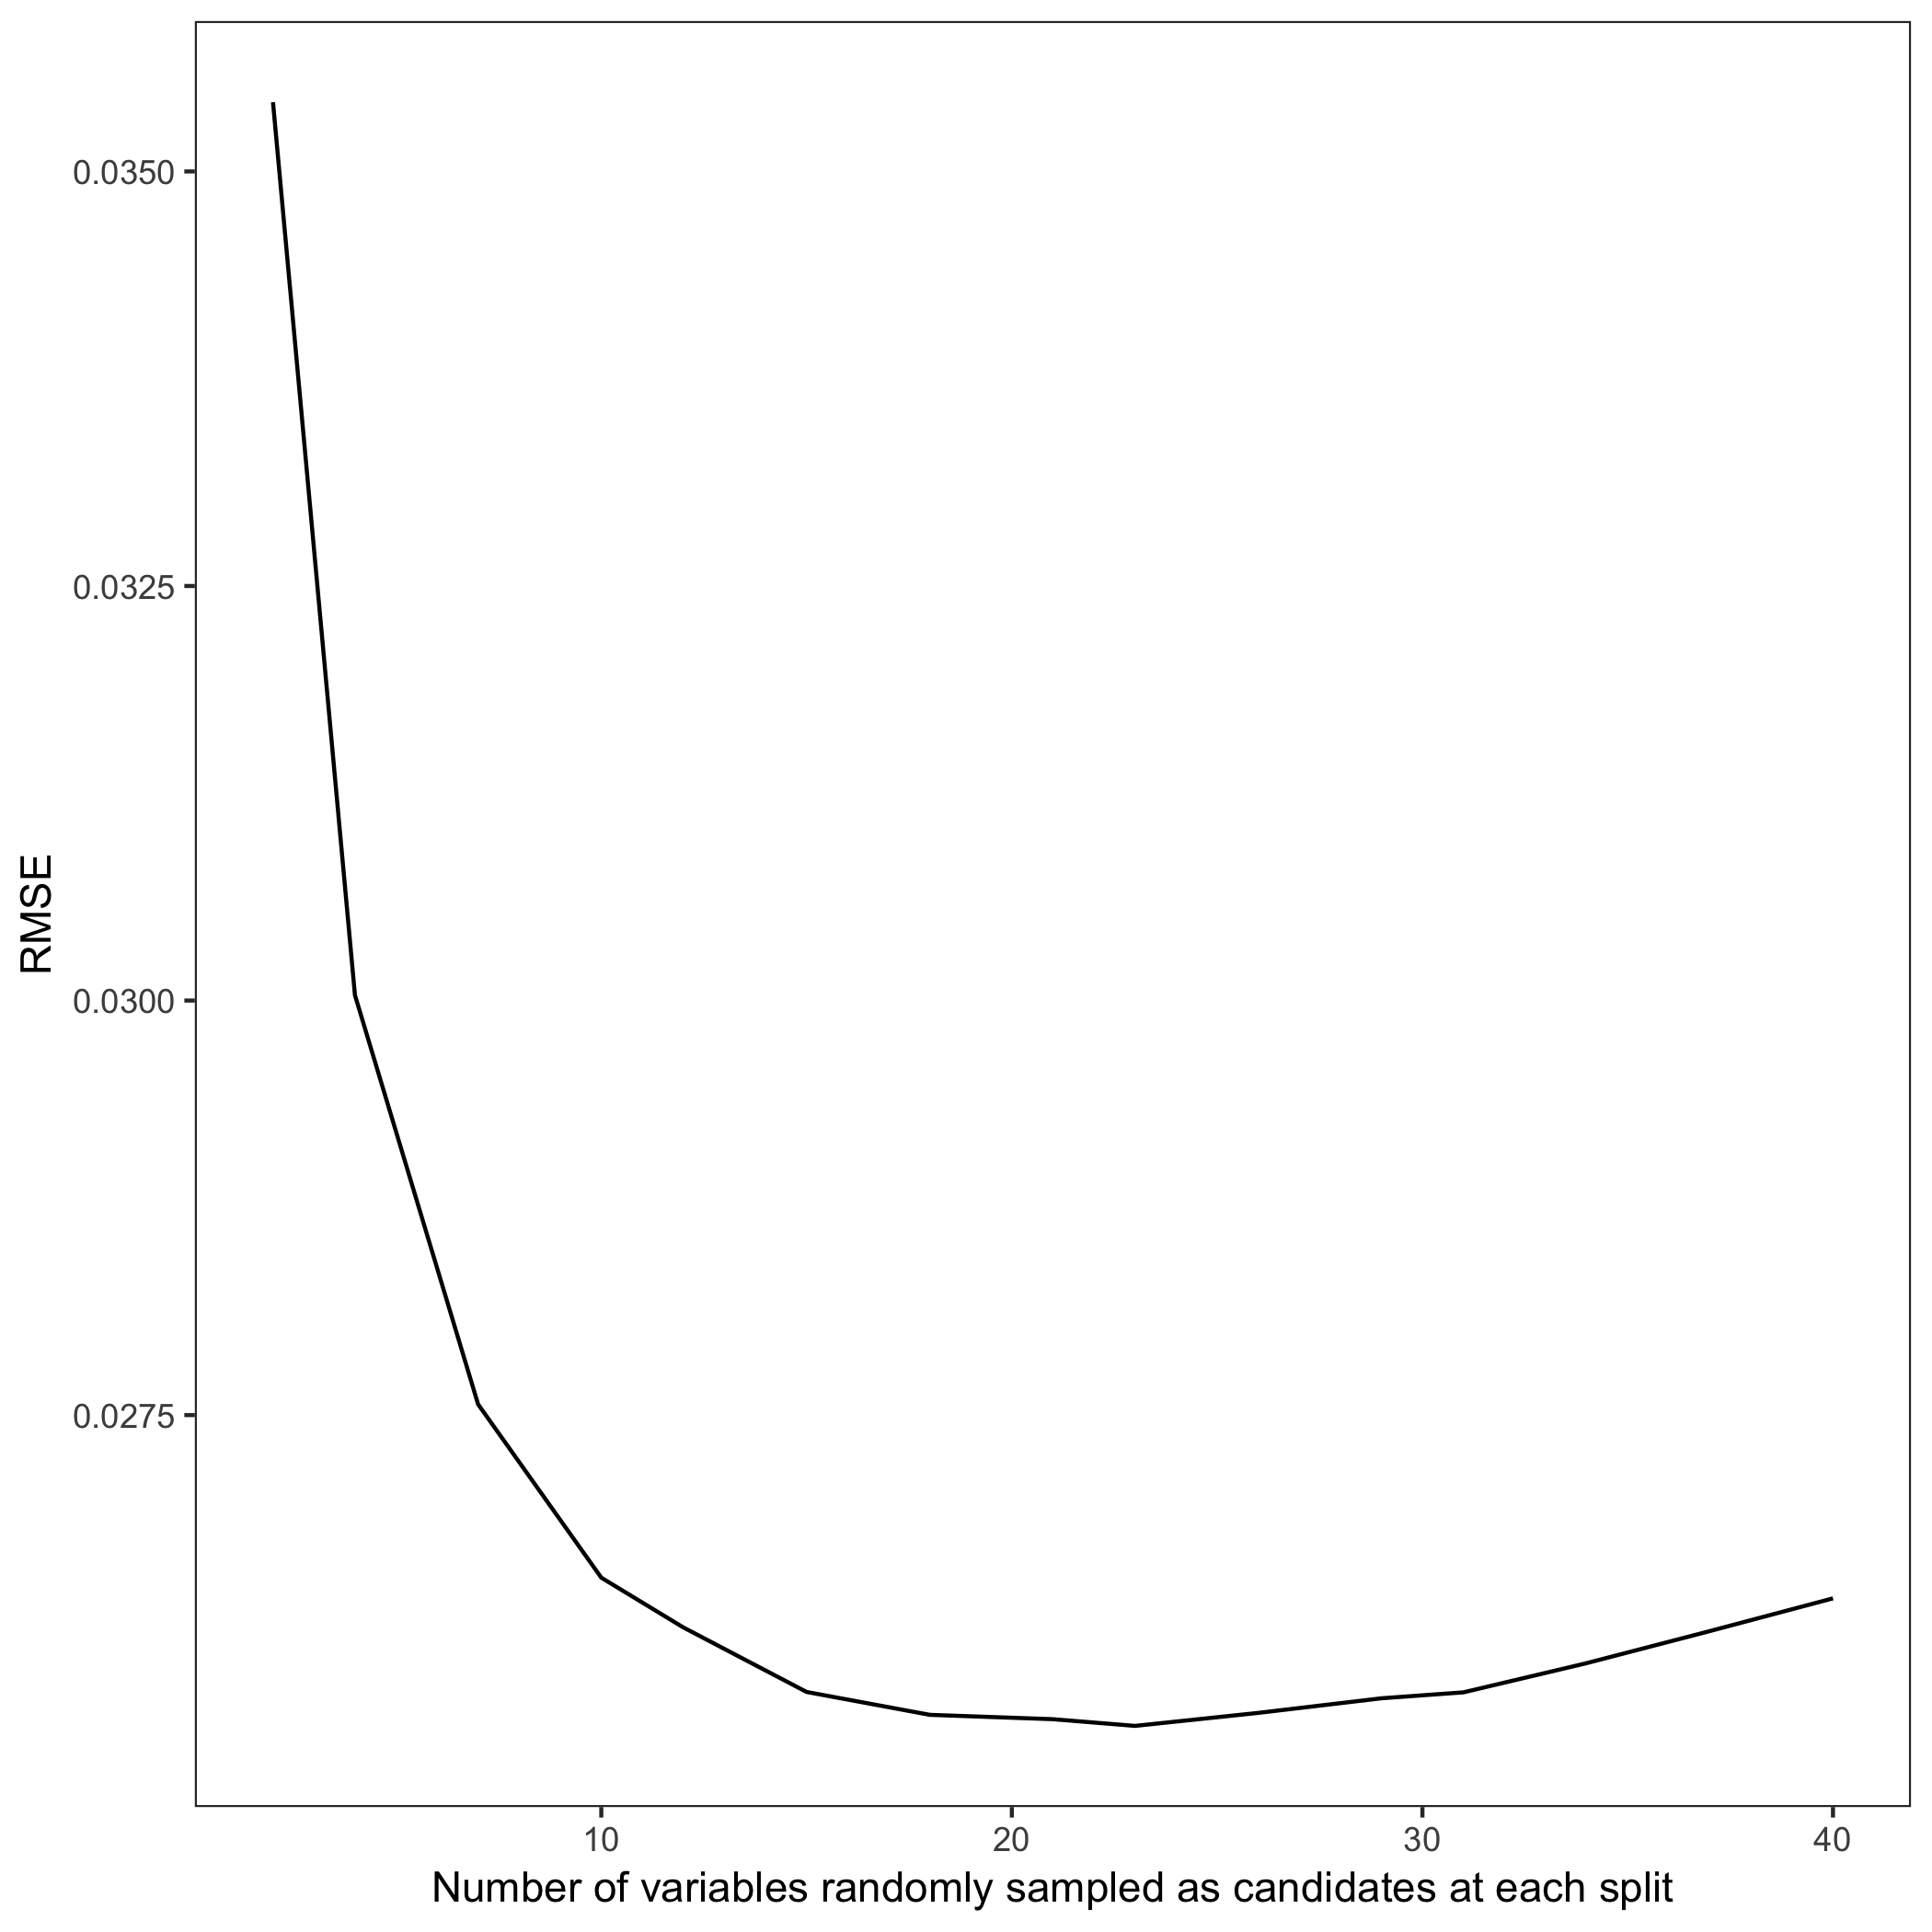 RMSE
0.0350
0.0325
0.0300
0.0275
10 20 30 40
Number of variables randomly sampled as candidates at each split